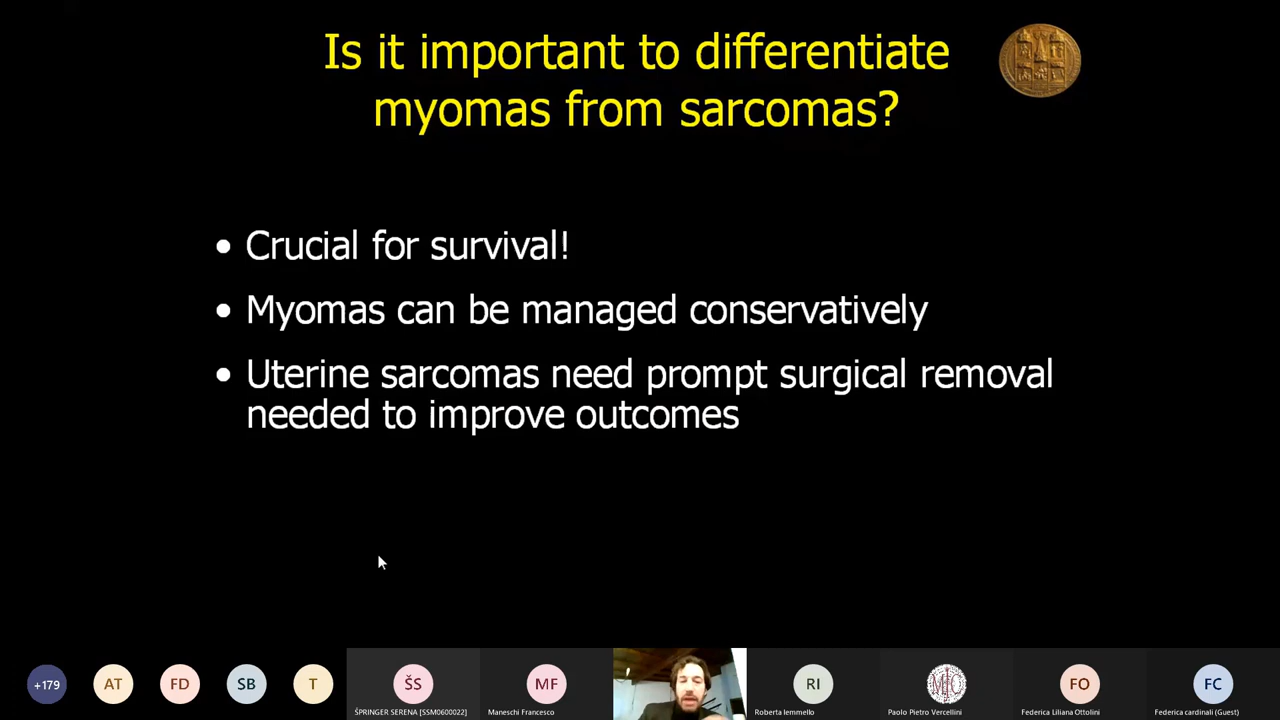 Is it important to differentiate
myomas from sarcomas?
• Crucial for survival!
• Myomas can be managed conservatively
• Uterine sarcomas need prompt surgical removal
needed to improve outcomes
+179
AT
FD
SB
T
ŠS
MF
RI
FO
FC
ŠPRINGER SERENA [SSM0600022]
Maneschi Francesco
Roberta Iemmello
Paolo Pietro Vercellini
Federica Liliana Ottolini
Federica cardinali (Guest)